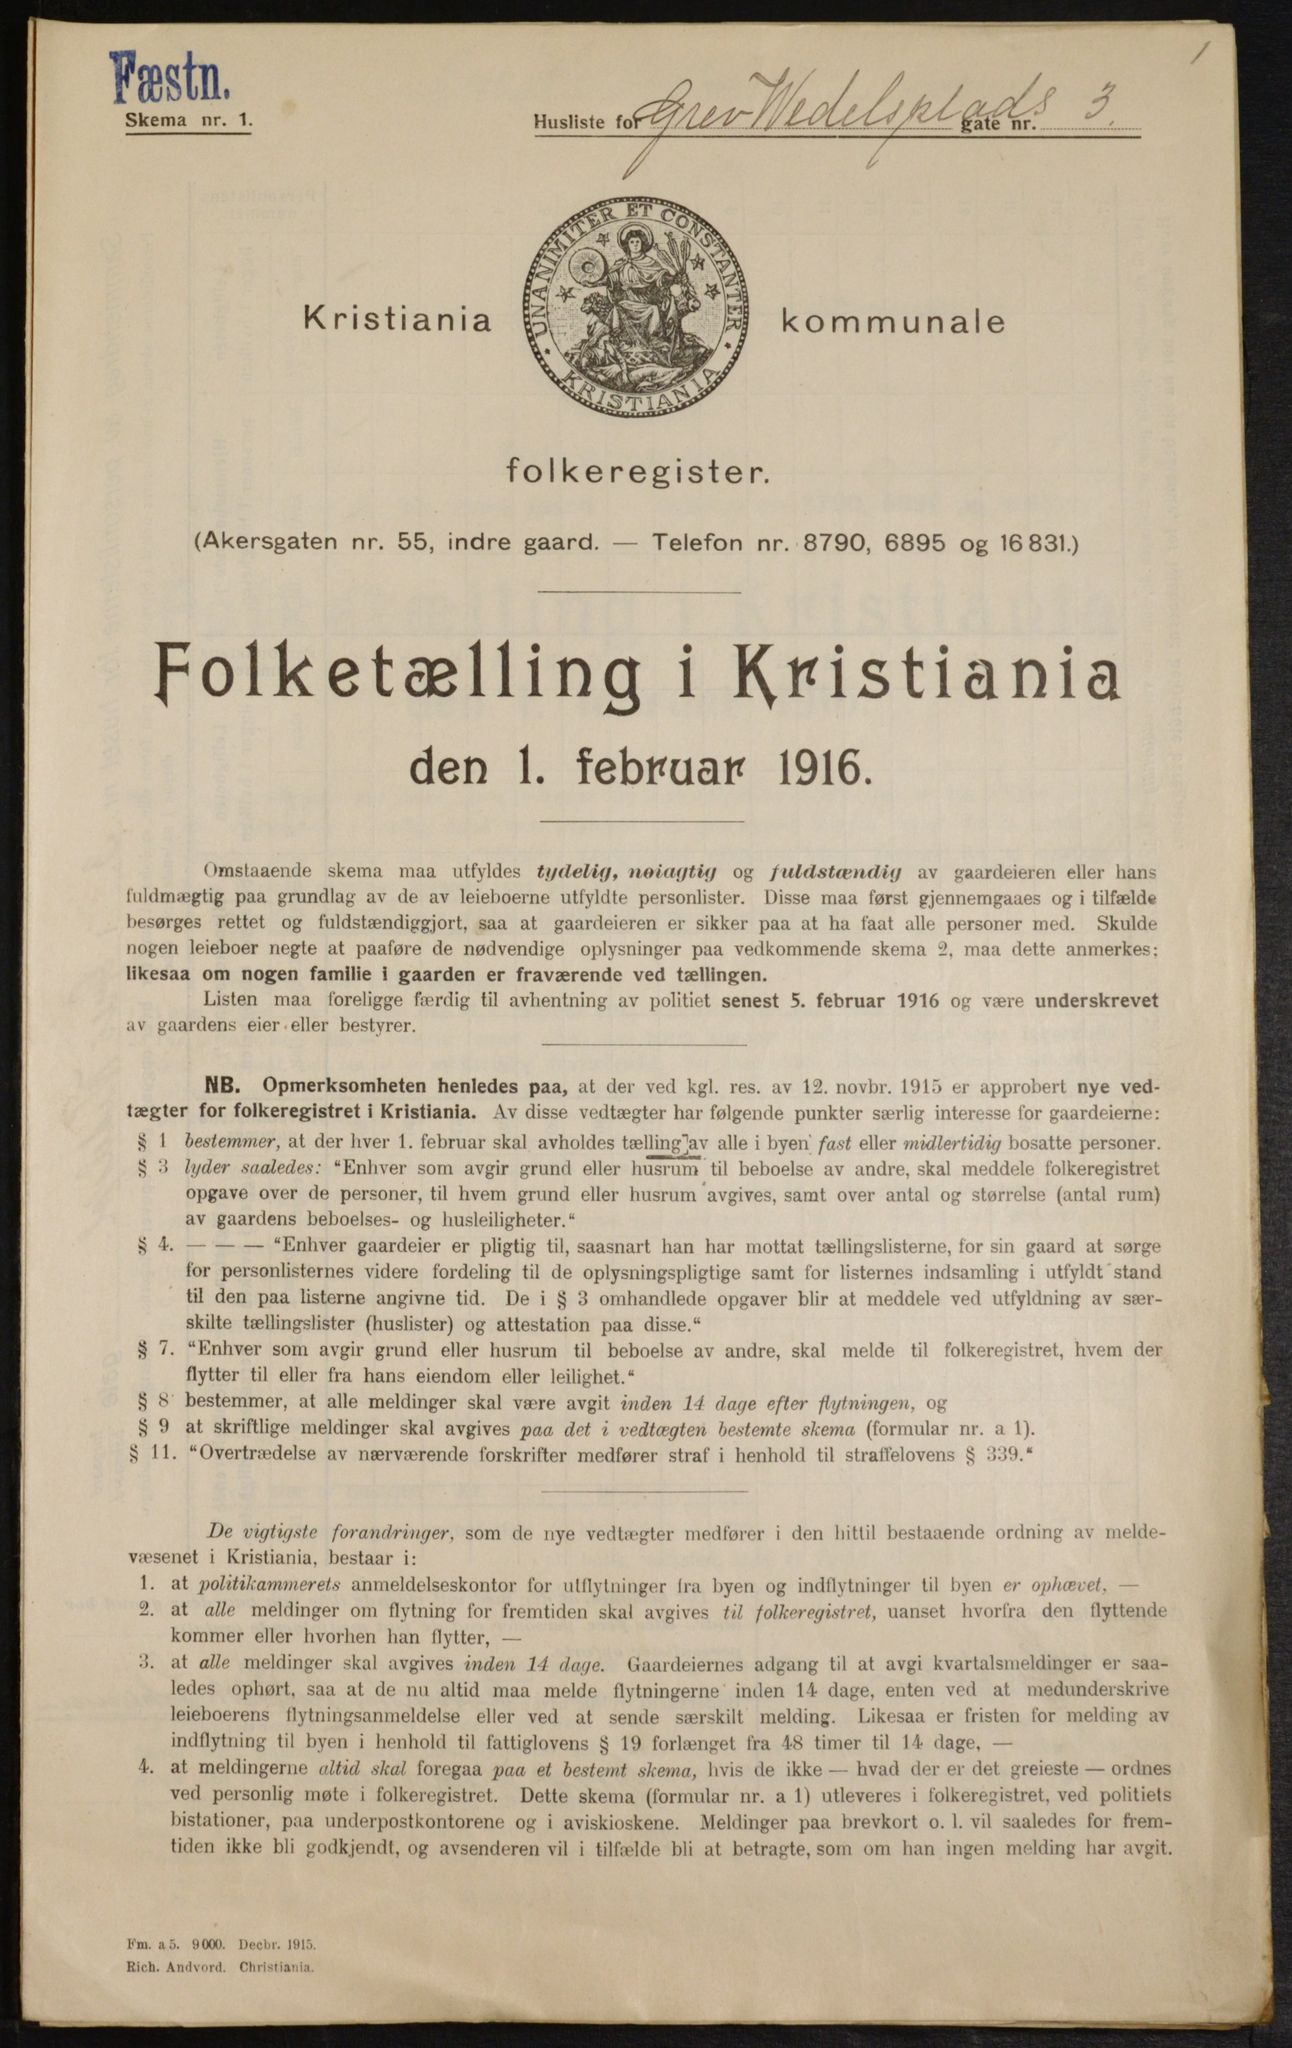 1
Fæstn.
Skema nr. 1.
Husliste for Grev Wedelsplads gate nr. 3.
UNANIMITER ET CONSTANTER
KRISTIANIA
Kristiania kommunale
folkeregister.
(Akersgaten nr. 55, indre gaard. — Telefon nr. 8790, 6895 og 16 831.)
Folketælling i Kristiania
den 1. februar 1916.
Omstaaende skema maa utfyldes tydelig, nøiagtig og fuldstændig av gaardeieren eller hans
fuldmægtig paa grundlag av de av leieboerne utfyldte personlister. Disse maa først gjennemgaaes og i tilfælde
besørges rettet og fuldstændiggjort, saa at gaardeieren er sikker paa at ha faat alle personer med. Skulde
nogen leieboer negte at paaføre de nødvendige oplysninger paa vedkommende skema 2, maa dette anmerkes;
likesaa om nogen familie i gaarden er fraværende ved tællingen.
Listen maa foreligge færdig til avhentning av politiet senest 5. februar 1916 og være underskrevet
av gaardens eier eller bestyrer.
NB. Opmerksomheten henledes paa, at der ved kgl. res. av 12. novbr. 1915 er approbert nye ved-
tægter for folkeregistret i Kristiania. Av disse vedtægter har følgende punkter særlig interesse for gaardeierne:
§ 1 bestemmer, at der hver 1. februar skal avholdes tælling av alle i byen fast eller midlertidig bosatte personer.
§ 3 lyder saaledes: “Enhver som avgir grund eller husrum til beboelse av andre, skal meddele folkeregistret
opgave over de personer, til hvem grund eller husrum avgives, samt over antal og størrelse (antal rum)
av gaardens beboelses- og husleiligheter.“
§ 4. — — — “Enhver gaardeier er pligtig til, saasnart han har mottat tællingslisterne, for sin gaard at sørge
for personlisternes videre fordeling til de oplysningspligtige samt for listernes indsamling i utfyldt stand
til den paa listerne angivne tid. De i § 3 omhandlede opgaver blir at meddele ved utfyldning av sær-
skilte tællingslister (huslister) og attestation paa disse.“
§ 7. “Enhver som avgir grund eller husrum til beboelse av andre, skal melde til folkeregistret, hvem der
flytter til eller fra hans eiendom eller leilighet.“
§ 8 bestemmer, at alle meldinger skal være avgit inden 14 dage efter flytningen, og
§ 9 at skriftlige meldinger skal avgives paa det i vedtægten bestemte skema (formular nr. a 1).
§ 11. “Overtrædelse av nærværende forskrifter medfører straf i henhold til straffelovens § 339.“
De vigtigste forandringer, som de nye vedtægter medfører i den hittil bestaaende ordning av melde-
væsenet i Kristiania, bestaar i:
1. at politikammerets anmeldelseskontor for utflytninger fra byen og indflytninger til byen er ophævet, —
2. at alle meldinger om flytning for fremtiden skal avgives til folkeregistret, uanset hvorfra den flyttende
kommer eller hvorhen han flytter, —
3. at alle meldinger skal avgives inden 14 dage. Gaardeiernes adgang til at avgi kvartalsmeldinger er saa-
ledes ophørt, saa at de nu altid maa melde flytningerne inden 14 dage, enten ved at medunderskrive
leieboerens flytningsanmeldelse eller ved at sende særskilt melding. Likesaa er fristen for melding av
indflytning til byen i henhold til fattiglovens § 19 forlænget fra 48 timer til 14 dage, —
4. at meldingerne altid skal foregaa paa et bestemt skema, hvis de ikke — hvad der er det greieste — ordnes
ved personlig møte i folkeregistret. Dette skema (formular nr. a 1) utleveres i folkeregistret, ved politiets
bistationer, paa underpostkontorene og i aviskioskene. Meldinger paa brevkort o. l. vil saaledes for frem-
tiden ikke bli godkjendt, og avsenderen vil i tilfælde bli at betragte, som om han ingen melding har avgit.
Fm. a 5. 9 000. Decbr. 1915.
Rich. Andvord. Christiania.